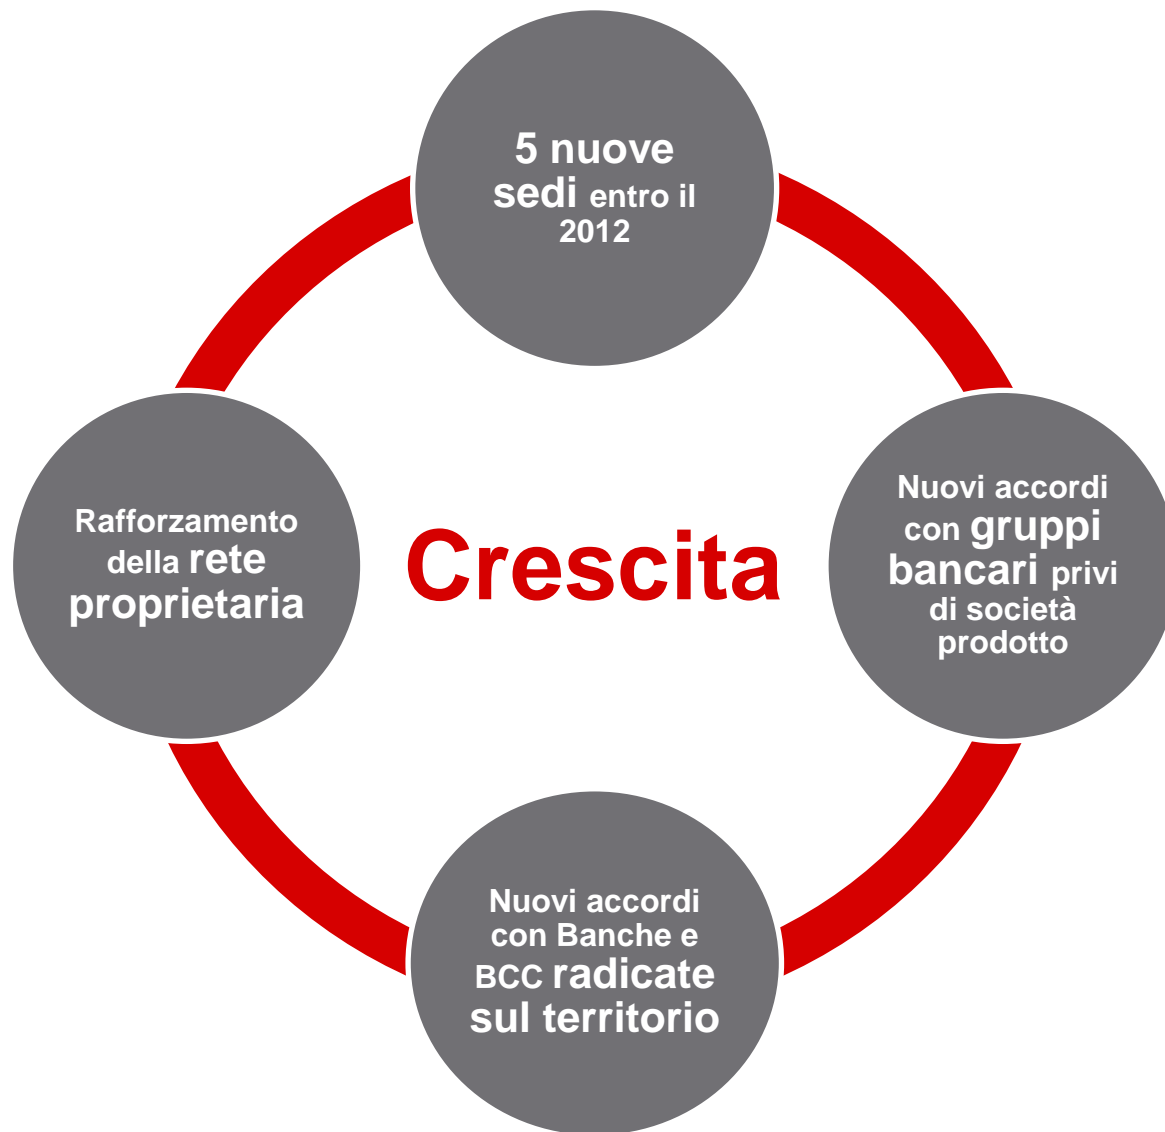 5 nuove
sedi entro il
2012
Rafforzamento
della rete
proprietaria
Crescita
Nuovi accordi
con gruppi
bancari privi
di società
prodotto
Nuovi accordi
con Banche e
BCC radicate
sul territorio